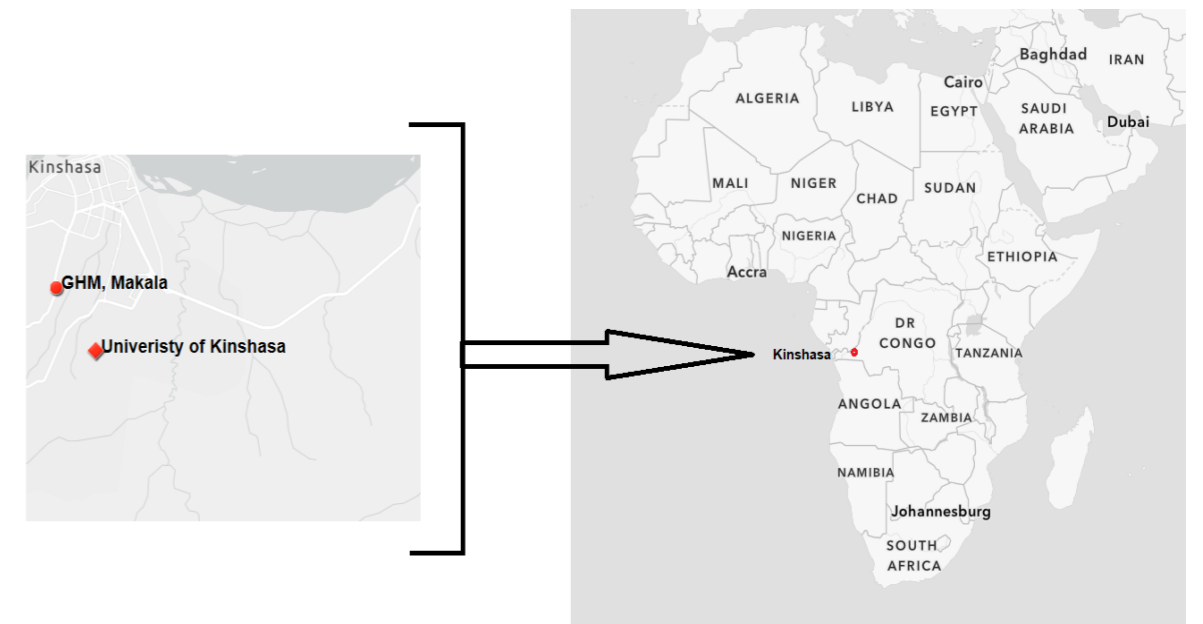 Kinshasa
GHM, Makala
Univeristy of Kinshasa
Baghdad
IRAN
Cairo
ALGERIA
LIBYA
EGYPT
SAUDI
ARABIA
Dubai
MALI
NIGER
CHAD
SUDAN
NIGERIA
ETHIOPIA
Accra
DR
CONGO
Kinshasa
TANZANIA
ANGOLA
ZAMBIA
NAMIBIA
Johannesburg
SOUTH
AFRICA